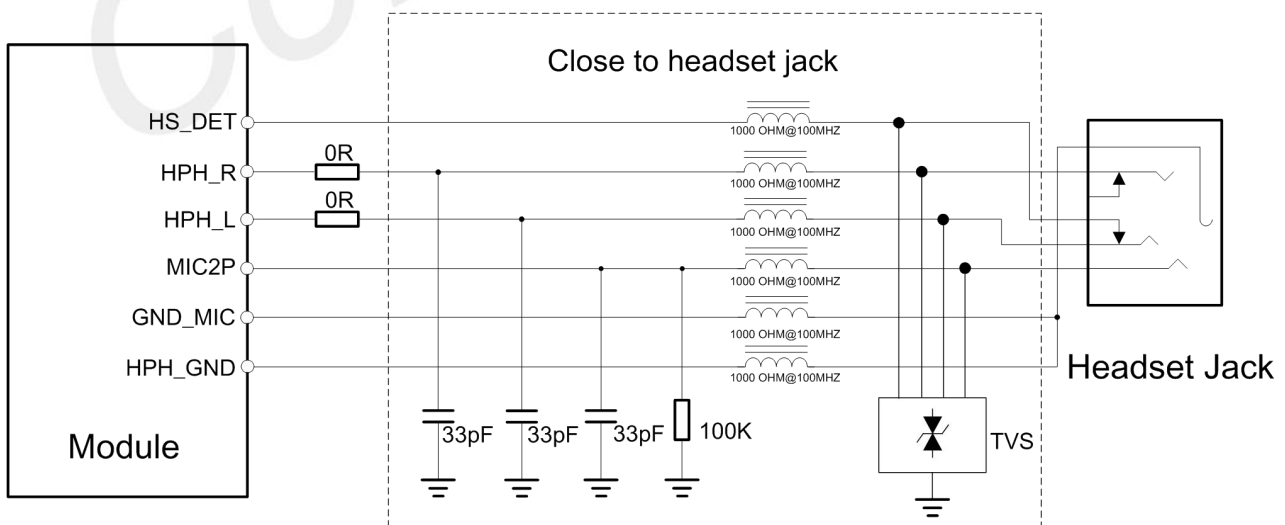 Close to headset jack
HS_DET
1000 OHM@100MHZ
0R
HPH_R
1000 OHM@100MHZ
0R
HPH_L
1000 OHM@100MHZ
MIC2P
1000 OHM@100MHZ
GND_MIC
1000 OHM@100MHZ
HPH_GND
1000 OHM@100MHZ
Headset Jack
33pF
33pF
33pF
100K
TVS
Module